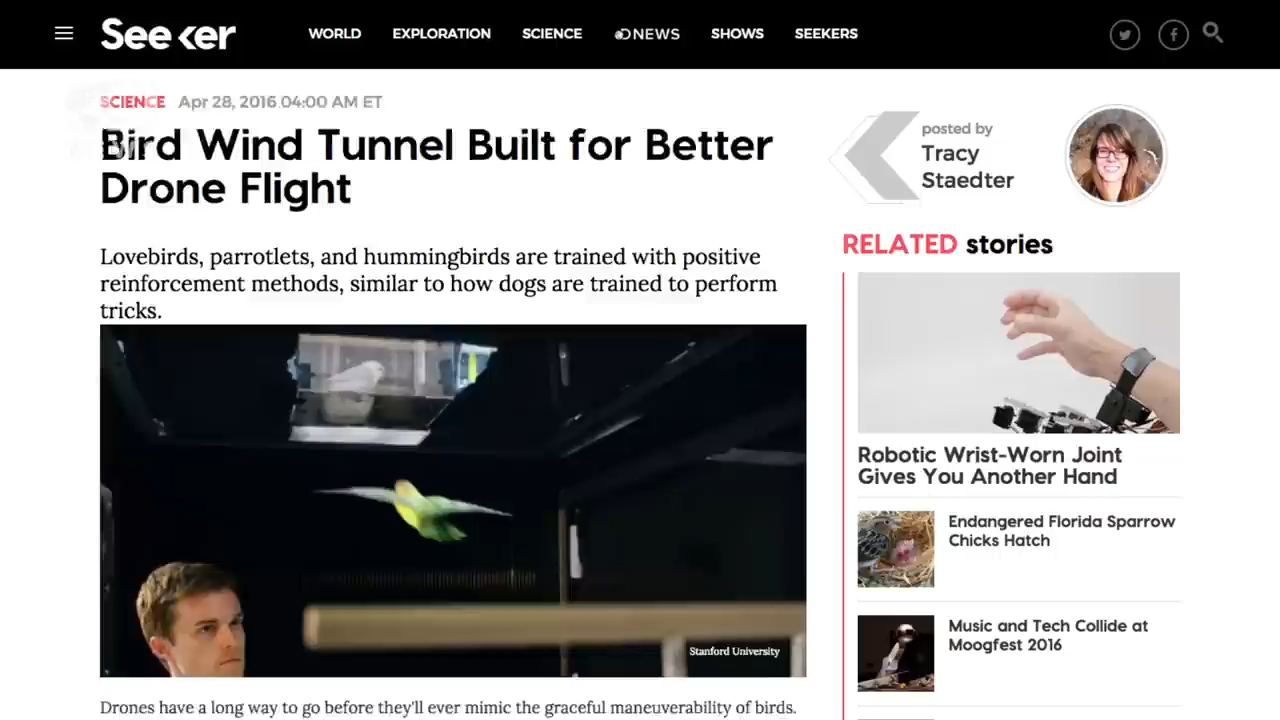 Seeker
WORLD
EXPLORATION
SCIENCE
NEWS
SHOWS
SEEKERS
SCIENCE Apr 28, 2016 04:00 AM ET
Bird Wind Tunnel Built for Better
Drone Flight
Lovebirds, parrotlets, and hummingbirds are trained with positive
reinforcement methods, similar to how dogs are trained to perform
tricks.
Stanford University
Drones have a long way to go before they'll ever mimic the graceful maneuverability of birds.
posted by
Tracy
Staedter
RELATED stories
Robotic Wrist-Worn Joint
Gives You Another Hand
Endangered Florida Sparrow
Chicks Hatch
Music and Tech Collide at
Moogfest 2016